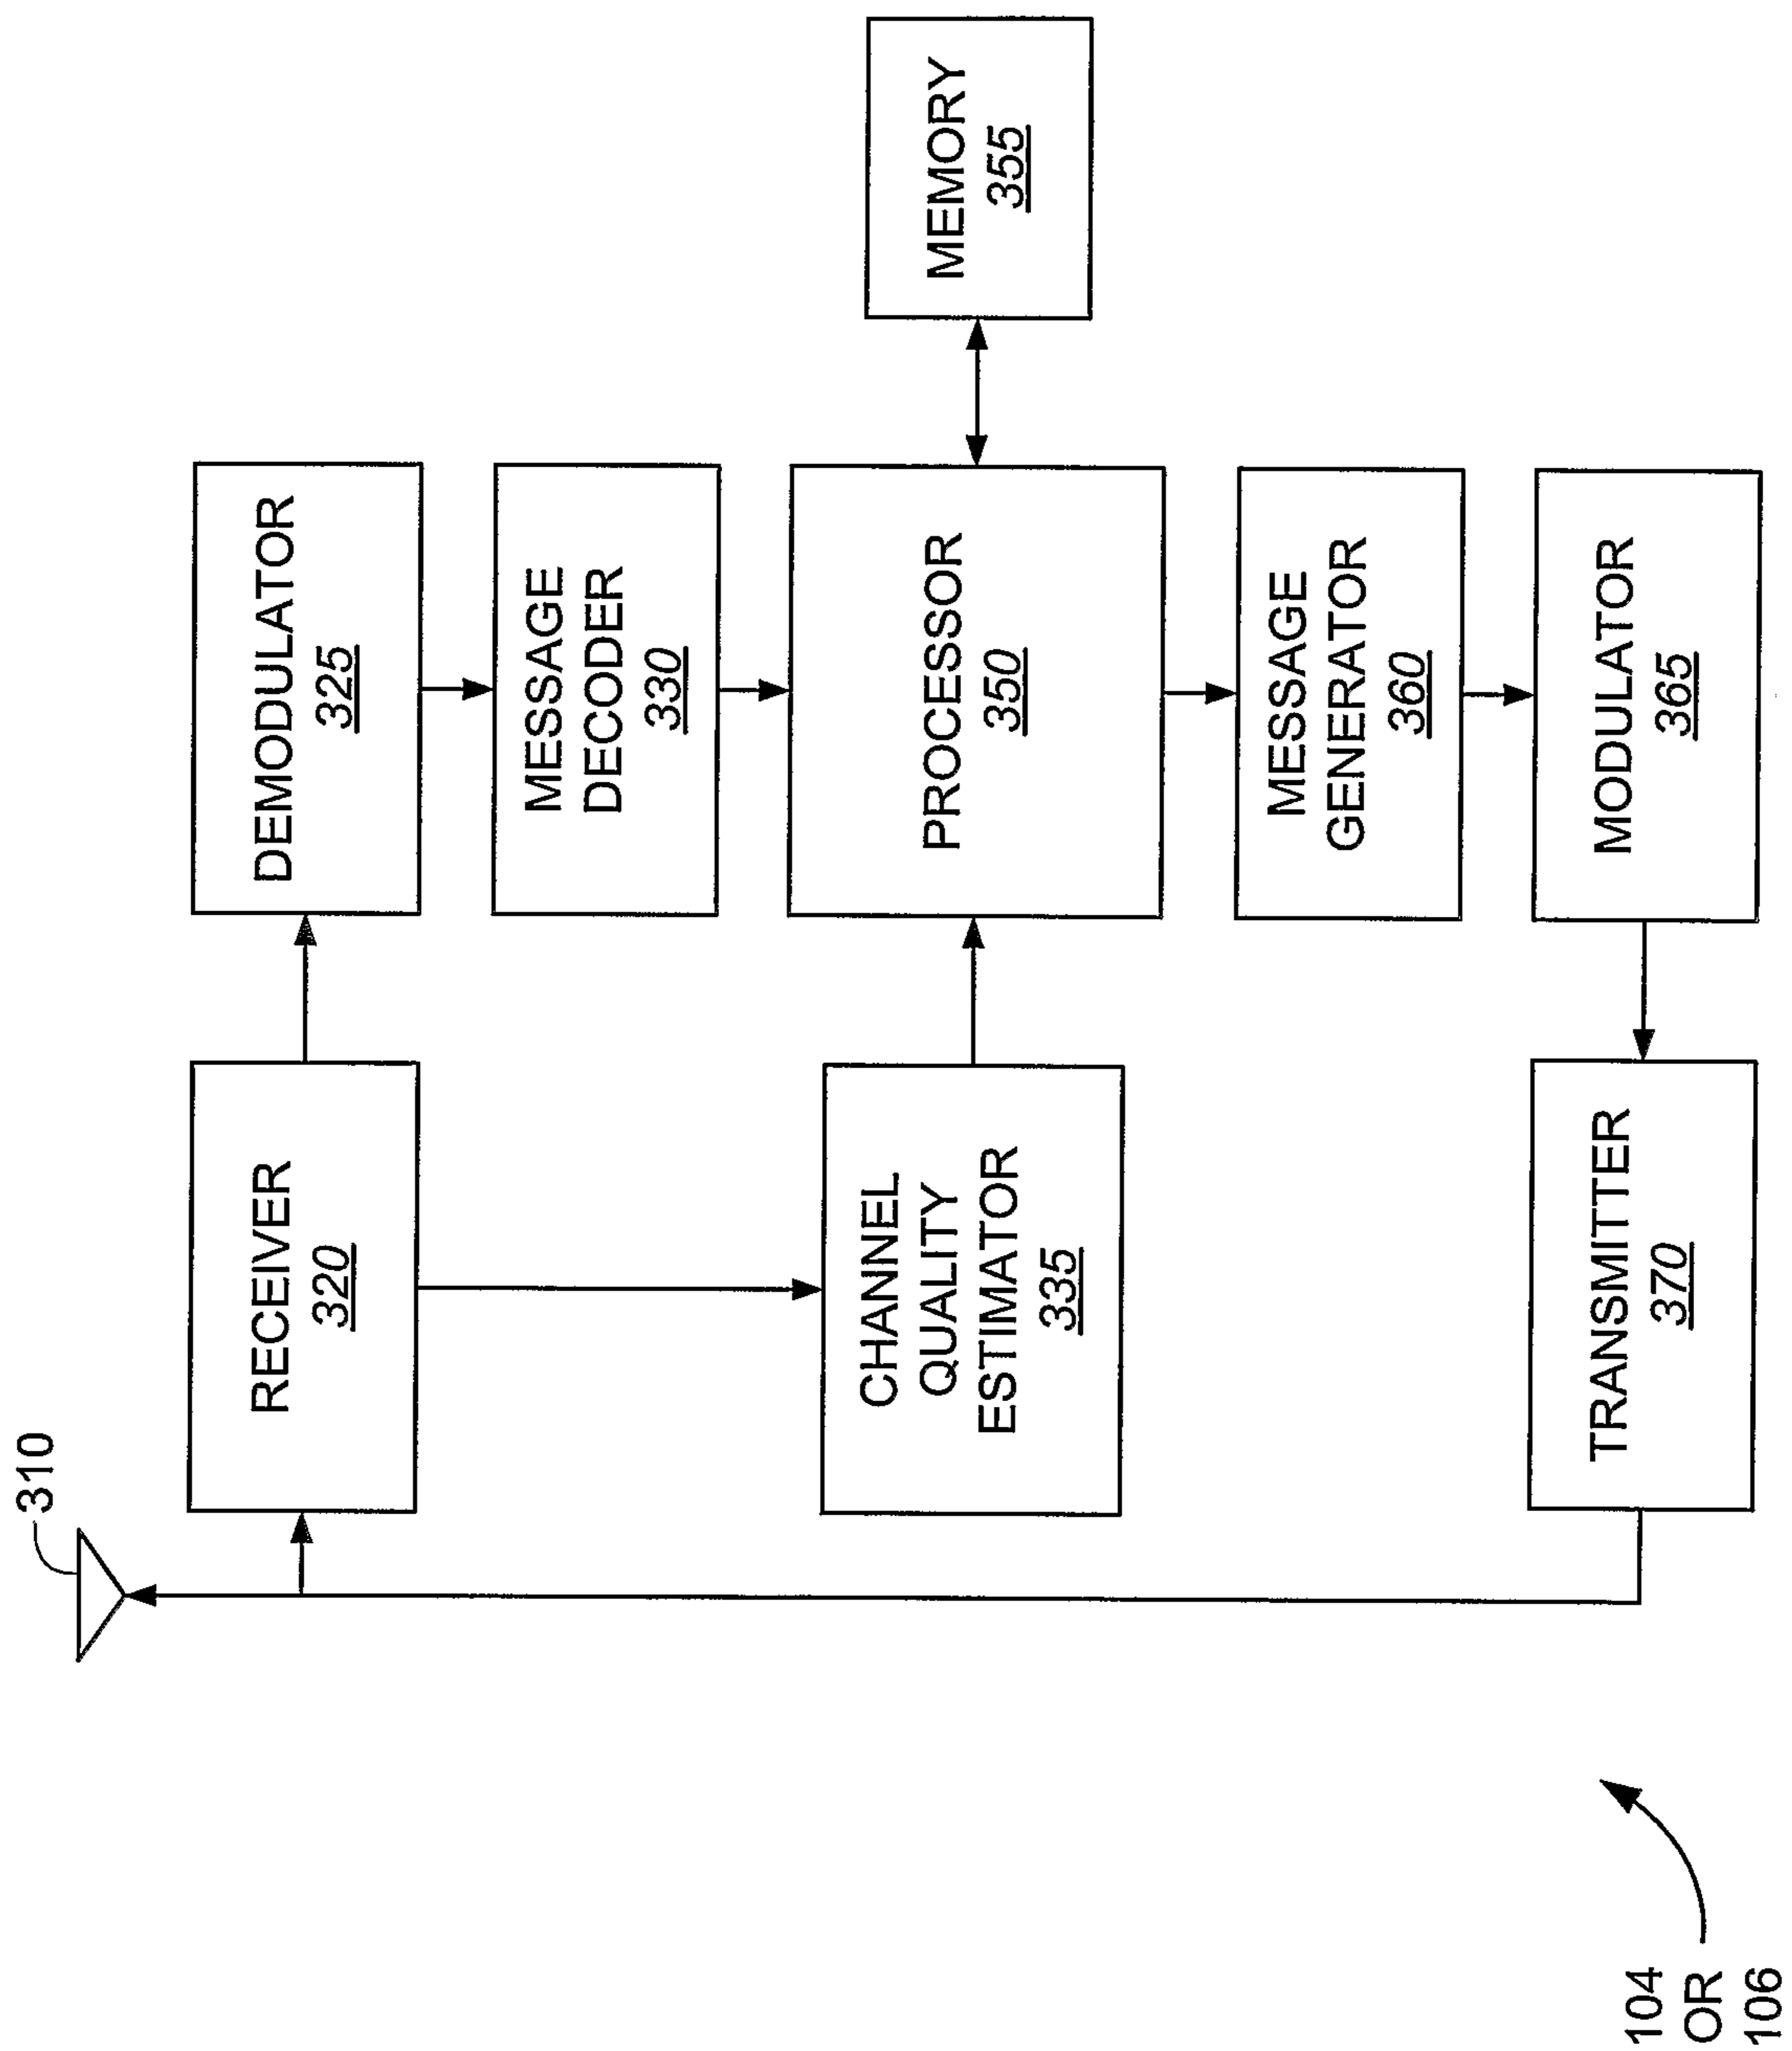 310
RECEIVER
320
DEMODULATOR
325
MESSAGE
DECODER
330
CHANNEL
QUALITY
ESTIMATOR
335
PROCESSOR
350
MEMORY
355
MESSAGE
GENERATOR
360
TRANSMITTER
370
MODULATOR
365
104
OR
106